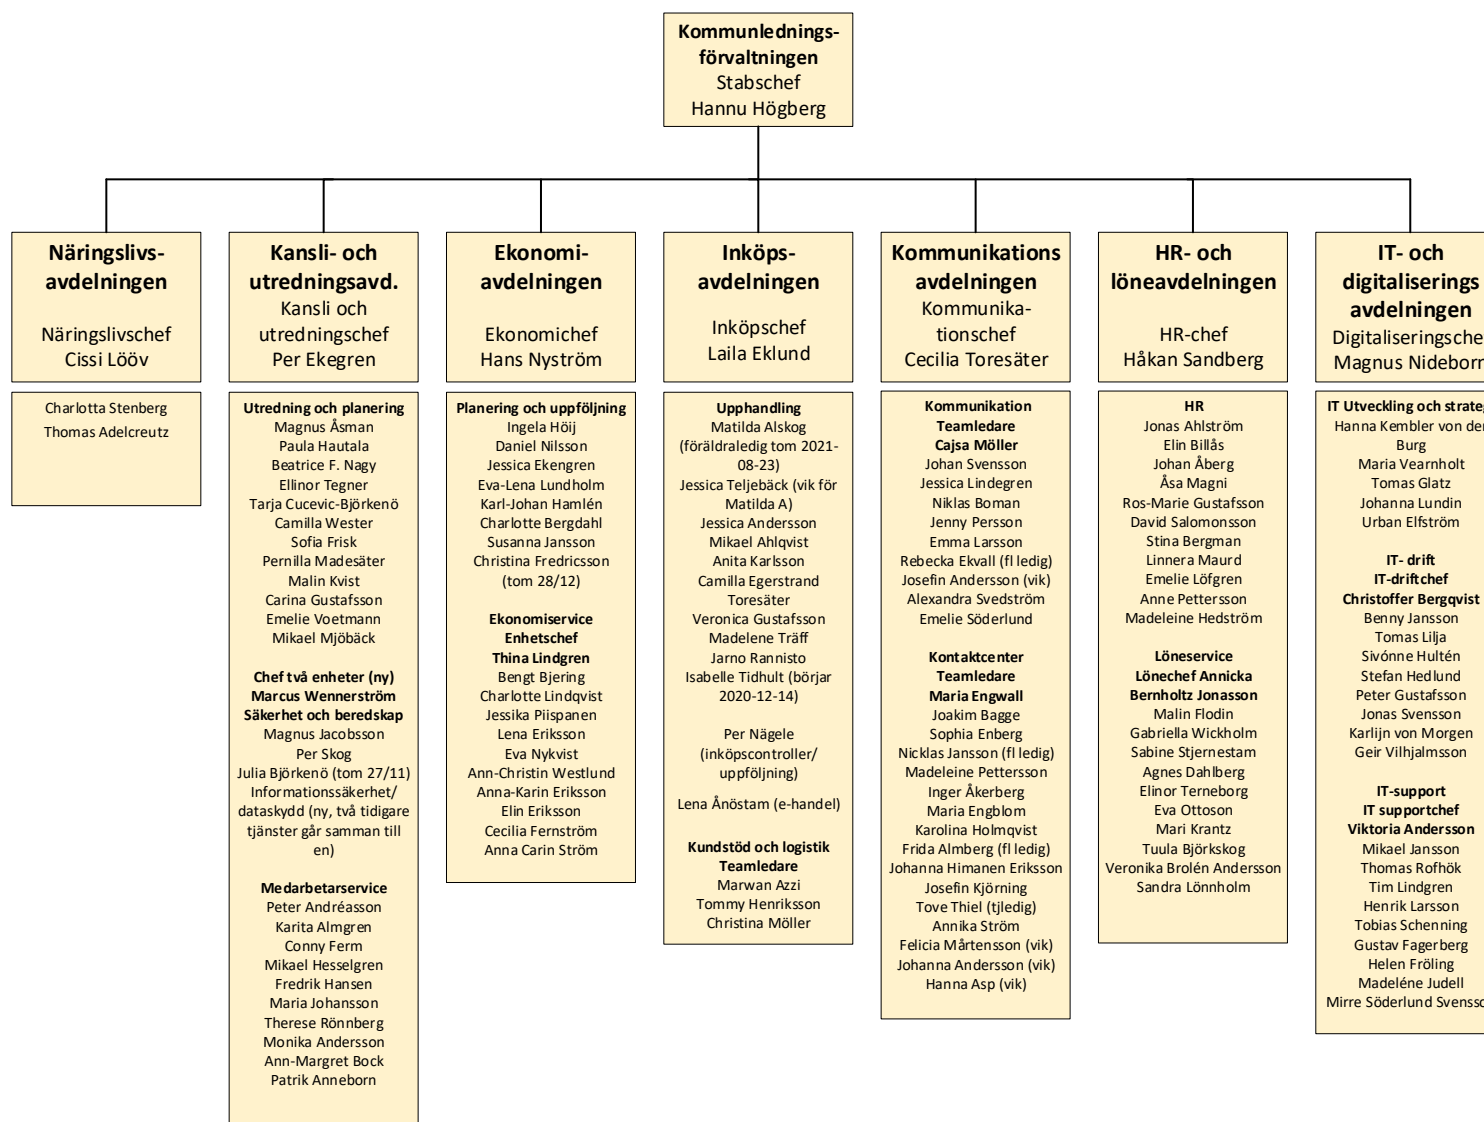 Kommunlednings-
förvaltningen
Stabschef
Hannu Högberg
Näringslivs-
avdelningen
Näringslivschef
Cissi Lööv
Charlotta Stenberg
Thomas Adelcreutz
Kansli- och
utredningsavd.
Kansli och
utredningschef
Per Ekegren
Utredning och planering
Magnus Åsman
Paula Hautala
Beatrice F. Nagy
Ellinor Tegner
Tarja Cucevic-Björkenö
Camilla Wester
Sofia Frisk
Pernilla Madesäter
Malin Kvist
Carina Gustafsson
Emelie Voetmann
Mikael Mjöbäck
Chef två enheter (ny)
Marcus Wennerström
Säkerhet och beredskap
Magnus Jacobsson
Per Skog
Julia Björkenö (tom 27/11)
Informationssäkerhet/
dataskydd (ny, två tidigare
tjänster går samman till
en)
Medarbetarservice
Peter Andréasson
Karita Almgren
Conny Ferm
Mikael Hesselgren
Fredrik Hansen
Maria Johansson
Therese Rönnberg
Monika Andersson
Ann-Margret Bock
Patrik Anneborn
Ekonomi-
avdelningen
Ekonomichef
Hans Nyström
Planering och uppföljning
Ingela Höij
Daniel Nilsson
Jessica Ekengren
Eva-Lena Lundholm
Karl-Johan Hamlén
Charlotte Bergdahl
Susanna Jansson
Christina Fredricsson
(tom 28/12)
Ekonomiservice
Enhetschef
Thina Lindgren
Bengt Bjering
Charlotte Lindqvist
Jessika Piispanen
Lena Eriksson
Eva Nykvist
Ann-Christin Westlund
Anna-Karin Eriksson
Elin Eriksson
Cecilia Fernström
Anna Carin Ström
Inköps-
avdelningen
Inköpschef
Laila Eklund
Upphandling
Matilda Alskog
(föräldraledig tom 2021-
08-23)
Jessica Teljebäck (vik för
Matilda A)
Jessica Andersson
Mikael Ahlqvist
Anita Karlsson
Camilla Egerstrand
Toresäter
Veronica Gustafsson
Madelene Träff
Jarno Rannisto
Isabelle Tidhult (börjar
2020-12-14)
Per Nägele
(inköpscontroller/
uppföljning)
Lena Ånöstam (e-handel)
Kundstöd och logistik
Teamledare
Marwan Azzi
Tommy Henriksson
Christina Möller
Kommunikations
avdelningen
Kommunika-
tionschef
Cecilia Toresäter
Kommunikation
Teamledare
Cajsa Möller
Johan Svensson
Jessica Lindegren
Niklas Boman
Jenny Persson
Emma Larsson
Rebecka Ekvall (fl ledig)
Josefin Andersson (vik)
Alexandra Svedström
Emelie Söderlund
Kontaktcenter
Teamledare
Maria Engwall
Joakim Bagge
Sophia Enberg
Nicklas Jansson (fl ledig)
Madeleine Pettersson
Inger Åkerberg
Maria Engblom
Karolina Holmqvist
Frida Almberg (fl ledig)
Johanna Himanen Eriksson
Josefin Kjörning
Tove Thiel (tjledig)
Annika Ström
Felicia Mårtensson (vik)
Johanna Andersson (vik)
Hanna Asp (vik)
HR- och
löneavdelningen
HR-chef
Håkan Sandberg
HR
Jonas Ahlström
Elin Billås
Johan Åberg
Åsa Magni
Ros-Marie Gustafsson
David Salomonsson
Stina Bergman
Linnera Maurd
Emelie Löfgren
Anne Pettersson
Madeleine Hedström
Löneservice
Lönechef Annicka
Bernholtz Jonasson
Malin Flodin
Gabriella Wickholm
Sabine Stjernestam
Agnes Dahlberg
Elinor Terneborg
Eva Ottoson
Mari Krantz
Tuula Björkskog
Veronika Brolén Andersson
Sandra Lönnholm
IT- och
digitaliserings
avdelningen
Digitaliseringschef
Magnus Nideborn
IT Utveckling och
Hanna Kembler von der
Burg
Maria Vearnholt
Tomas Glatz
Johanna Lundin
Urban Elfström
IT- drift
IT-driftchef
Christoffer Bergqvist
Benny Jansson
Tomas Lilja
Sivónne Hultén
Stefan Hedlund
Peter Gustafsson
Jonas Svensson
Karlijn von Morgen
Geir Vilhjalmsson
IT-support
IT supportchef
Viktoria Andersson
Mikael Jansson
Thomas Rofhök
Tim Lindgren
Henrik Larsson
Tobias Schenning
Gustav Fagerberg
Helen Fröling
Madeléne Judell
Mirre Söderlund